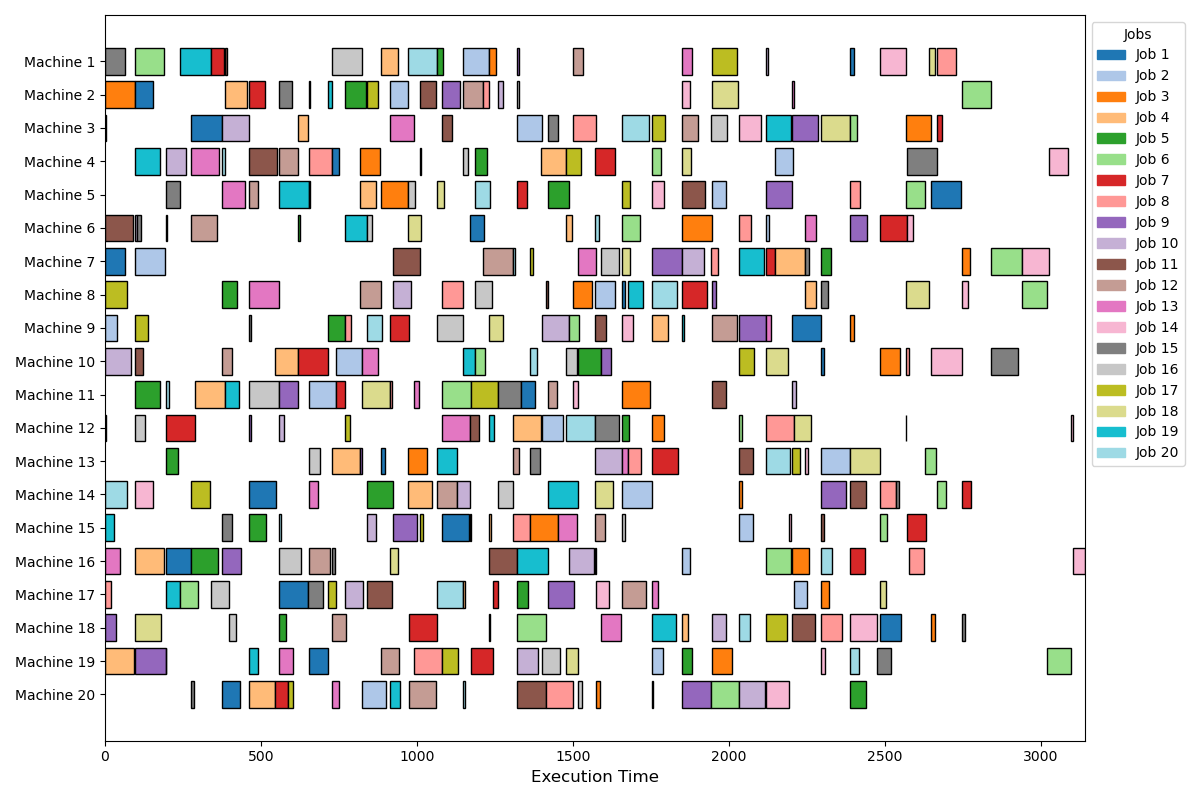 Machine 1
Machine 2
Machine 3
Machine 4
Machine 5
Machine 6
Machine 7
Machine 8
Machine 9
Machine 10
Machine 11
Machine 12
Machine 13
Machine 14
Machine 15
Machine 16
Machine 17
Machine 18
Machine 19
Machine 20
0 500 1000 1500 2000 2500 3000
Execution Time
Jobs
Job 1
Job 2
Job 3
Job 4
Job 5
Job 6
Job 7
Job 8
Job 9
Job 10
Job 11
Job 12
Job 13
Job 14
Job 15
Job 16
Job 17
Job 18
Job 19
Job 20